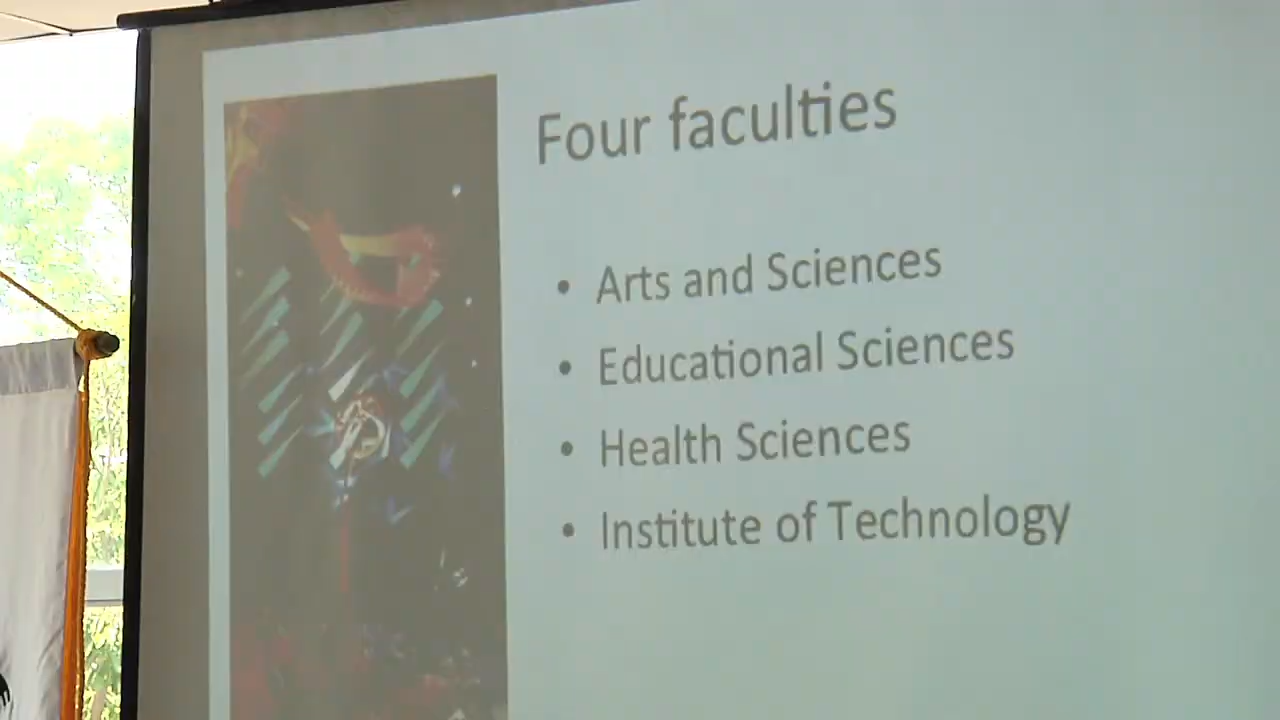 Four faculties
• Arts and Sciences
• Educational Sciences
• Health Sciences
• Institute of Technology